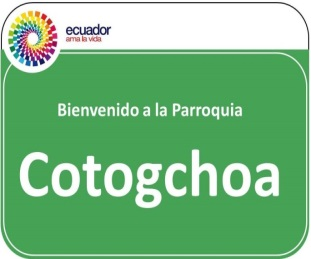 ecuador
ama la vida
Bienvenido a la Parroquia
Cotogchoa